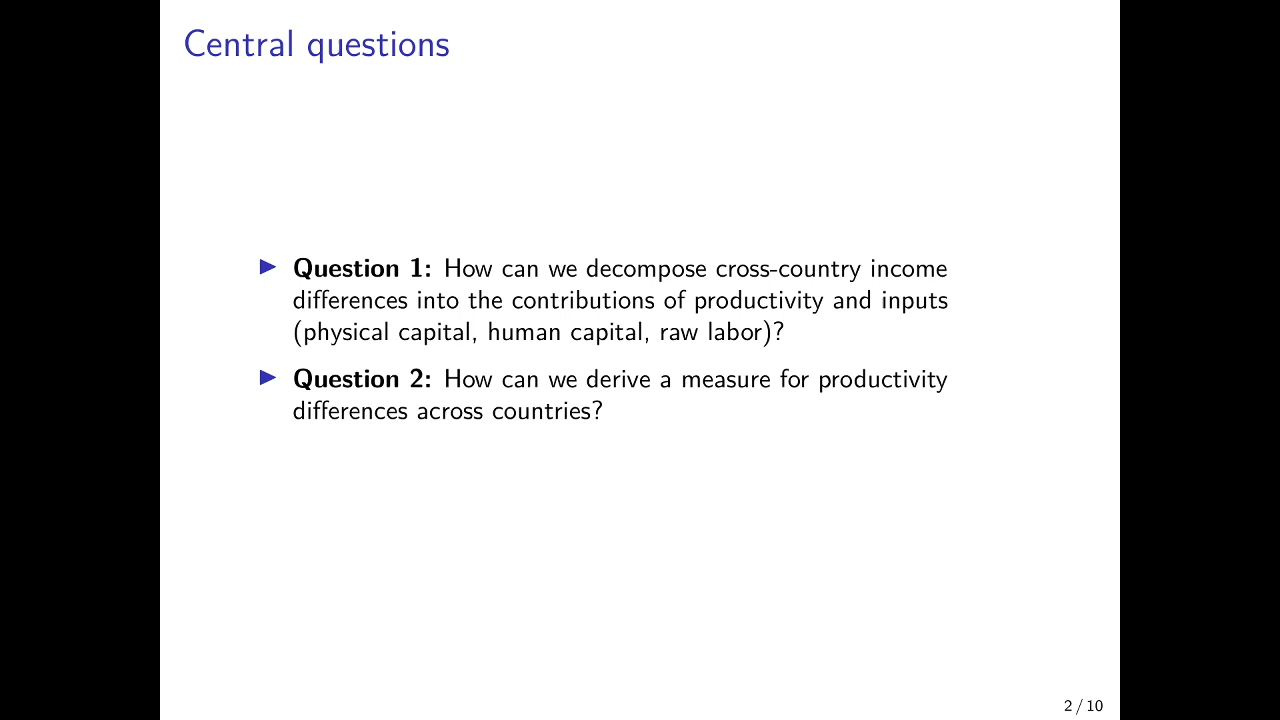 Central questions
▶ Question 1: How can we decompose cross-country income
differences into the contributions of productivity and inputs
(physical capital, human capital, raw labor)?
▶ Question 2: How can we derive a measure for productivity
differences across countries?
2 / 10